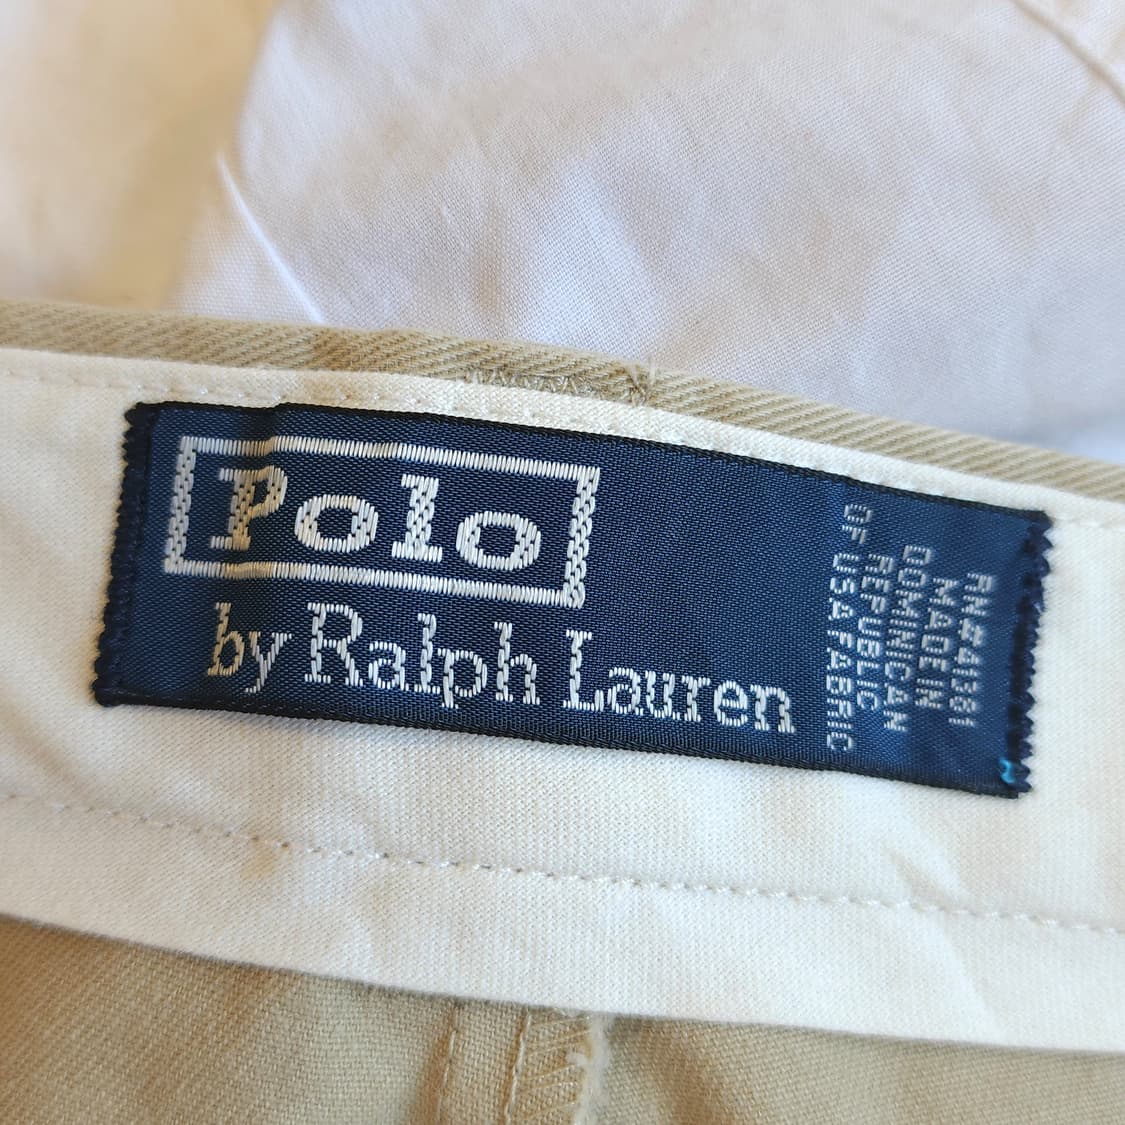 Polo
by Ralph Lauren
RN#41381
MADE IN
DOMINICAN
REPUBLIC
OF USA FABRIC